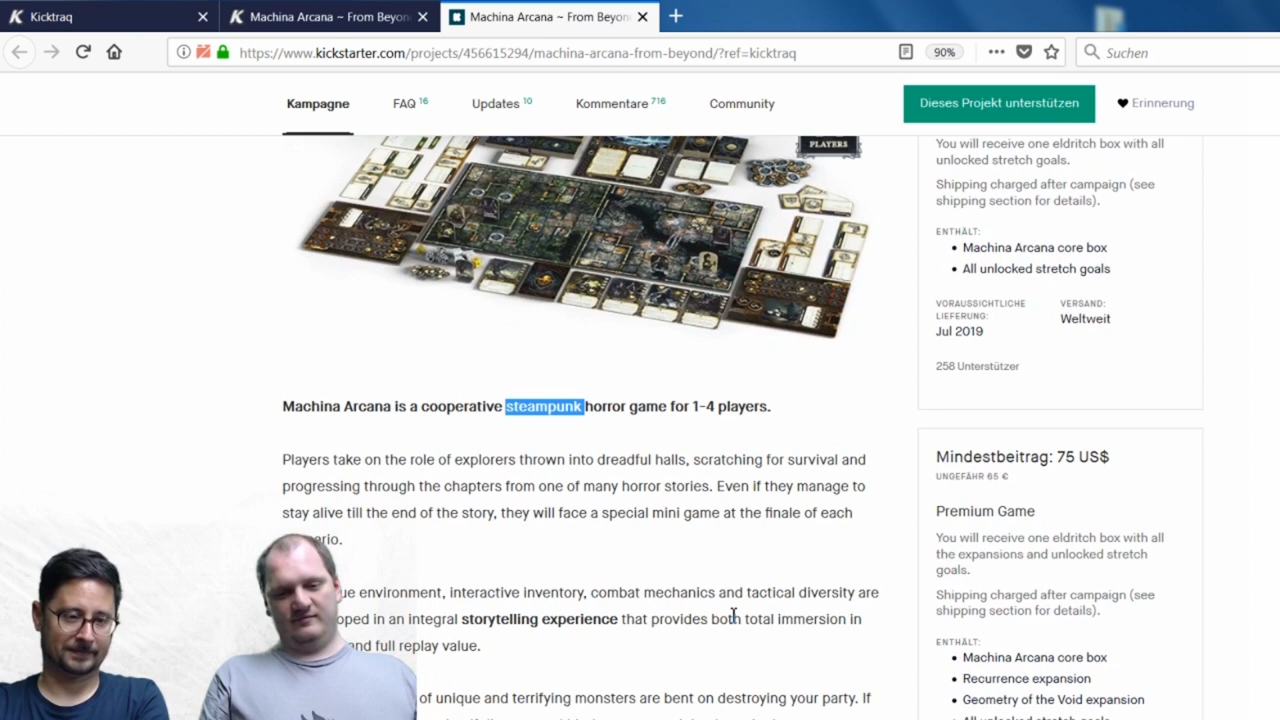 Kicktraq
Machina Arcana ~ From Beyon
Machina Arcana ~ From Beyon
https://www.kickstarter.com/projects/456615294/machina-arcana-from-beyond/?ref=kicktraq
90%
Suchen
Kampagne
FAQ 16
Updates 10
Kommentare 716
Community
Dieses Projekt unterstützen
Erinnerung
PLAYERS
Machina Arcana is a cooperative steampunk horror game for 1-4 players.
Players take on the role of explorers thrown into dreadful halls, scratching for survival and
progressing through the chapters from one of many horror stories. Even if they manage to
stay alive till the end of the story, they will face a special mini game at the finale of each
ario.
ue environment, interactive inventory, combat mechanics and tactical diversity are
oped in an integral storytelling experience that provides both total immersion in
and full replay value.
of unique and terrifying monsters are bent on destroying your party. If
You will receive one eldritch box with all
unlocked stretch goals.
Shipping charged after campaign (see
shipping section for details).
ENTHÄLT:
• Machina Arcana core box
• All unlocked stretch goals
VORAUSSICHTLICHE
LIEFERUNG:
Jul 2019
VERSAND:
Weltweit
258 Unterstützer
Mindestbeitrag: 75 US$
UNGEFÄHR 65 €
Premium Game
You will receive one eldritch box with all
the expansions and unlocked stretch
goals.
Shipping charged after campaign (see
shipping section for details).
ENTHÄLT:
• Machina Arcana core box
• Recurrence expansion
• Geometry of the Void expansion